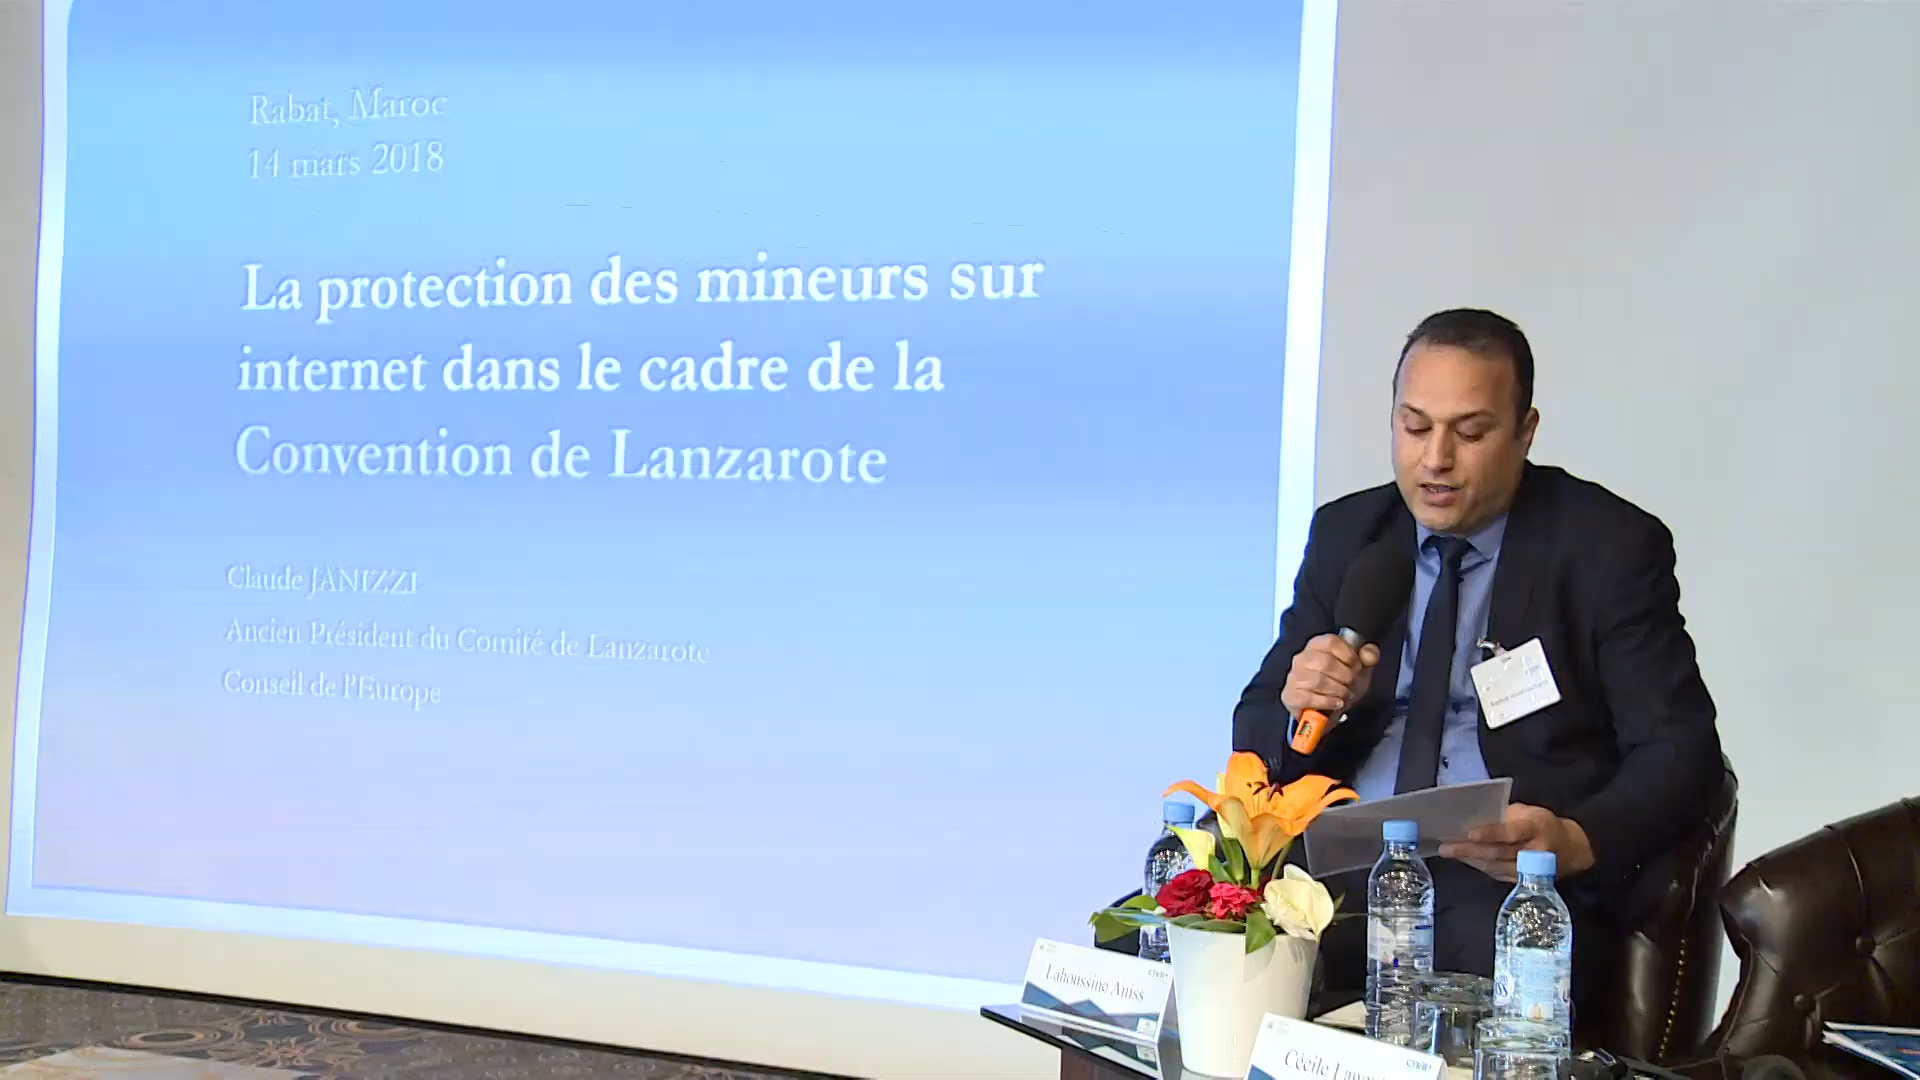 Rabat, Maroc
14 mars 2018
La protection des mineurs sur
internet dans le cadre de la
Convention de Lanzarote
Claude JANIZZI
Ancien Président du Comité de Lanzarote
Conseil de l'Europe
Lahoussine Aniss
Cécile